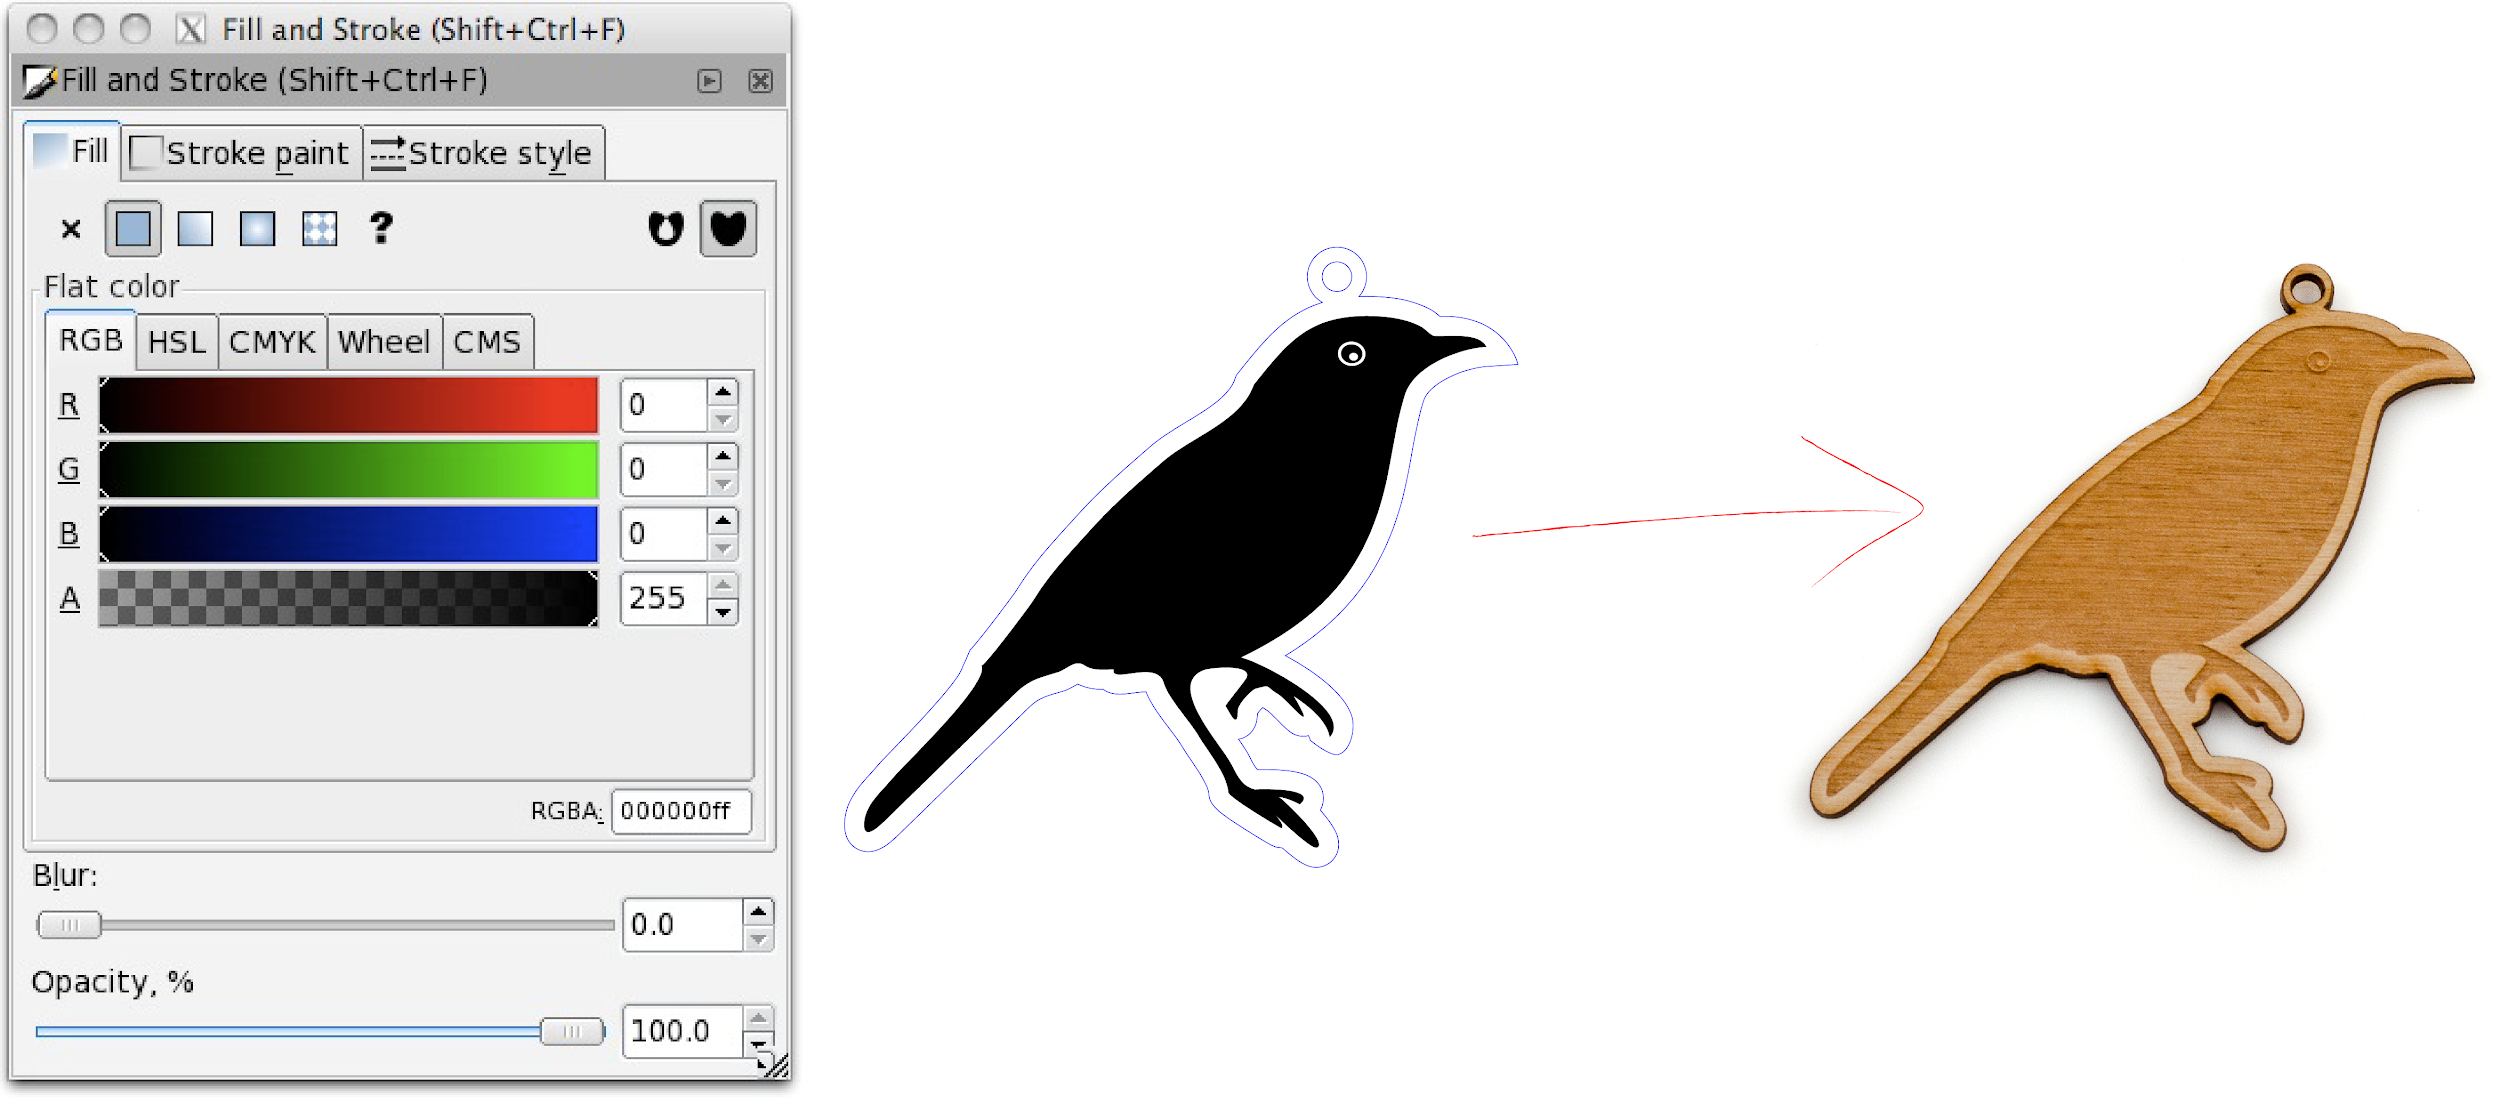 Fill and Stroke (Shift+Ctrl+F)
Fill and Stroke (Shift+Ctrl+F)
Fill Stroke paint Stroke style
?
Flat color
RGB HSL CMYK Wheel CMS
R 0
G 0
B 0
A 255
RGBA: 000000ff
Blur:
0.0
Opacity, %
100.0